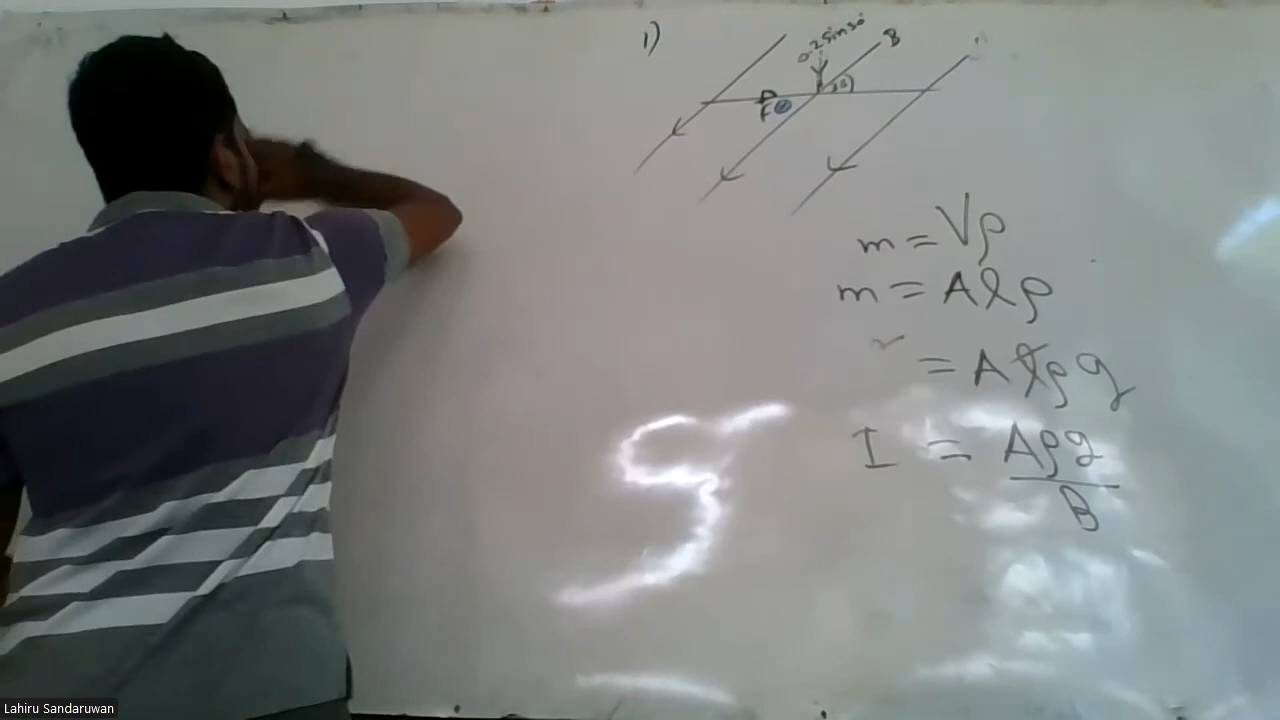 1)
0.2 sin 30°
B
30)
F
m = Vρ
m = Alρ
= Alρg
I = Aρg
B
Lahiru Sandaruwan